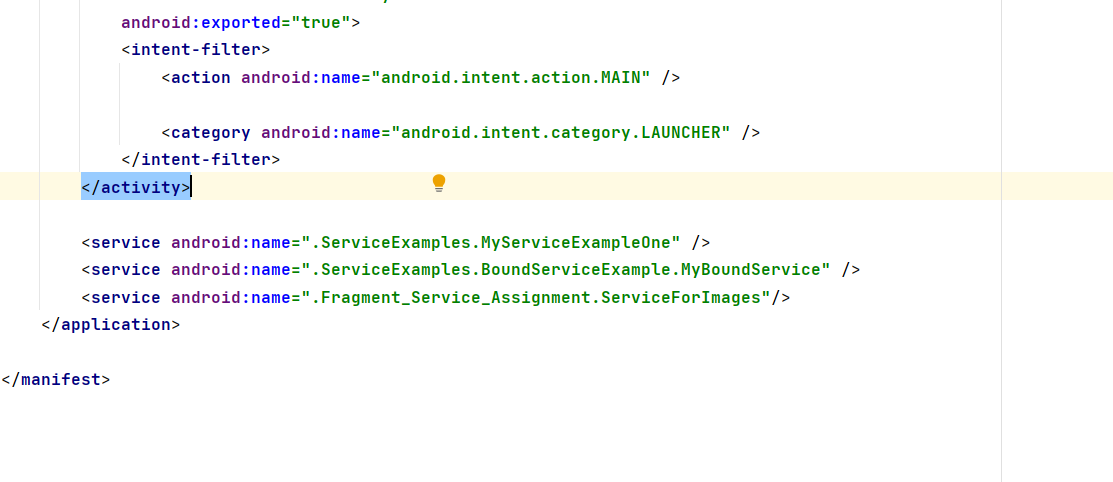 android:exported="true">
<intent-filter>
<action android:name="android.intent.action.MAIN" />
<category android:name="android.intent.category.LAUNCHER" />
</intent-filter>
</activity>
<service android:name=".ServiceExamples.MyServiceExampleOne" />
<service android:name=".ServiceExamples.BoundServiceExample.MyBoundService" />
<service android:name=".Fragment_Service_Assignment.ServiceForImages"/>
</application>
</manifest>